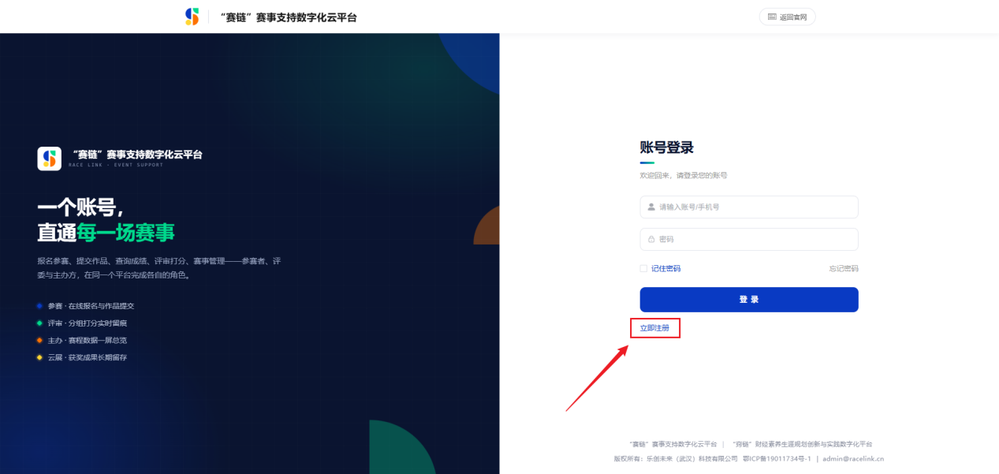 “赛链”赛事支持数字化云平台
返回官网
“赛链”赛事支持数字化云平台
RACE LINK · EVENT SUPPORT
一个账号，
直通每一场赛事
报名参赛、提交作品、查询成绩、评审打分、赛事管理——参赛者、评
委与主办方，在同一个平台完成各自的角色。
参赛 · 在线报名与作品提交
评审 · 分组打分实时留痕
主办 · 赛程数据一屏总览
云展 · 获奖成果长期留存
账号登录
欢迎回来，请登录您的账号
请输入账号/手机号
密码
记住密码
忘记密码
登 录
立即注册
“赛链”赛事支持数字化云平台 | “窍链”财经素养生涯规划创新与实践数字化平台
版权所有：乐创未来（武汉）科技有限公司 鄂ICP备19011734号-1 | admin@racelink.cn